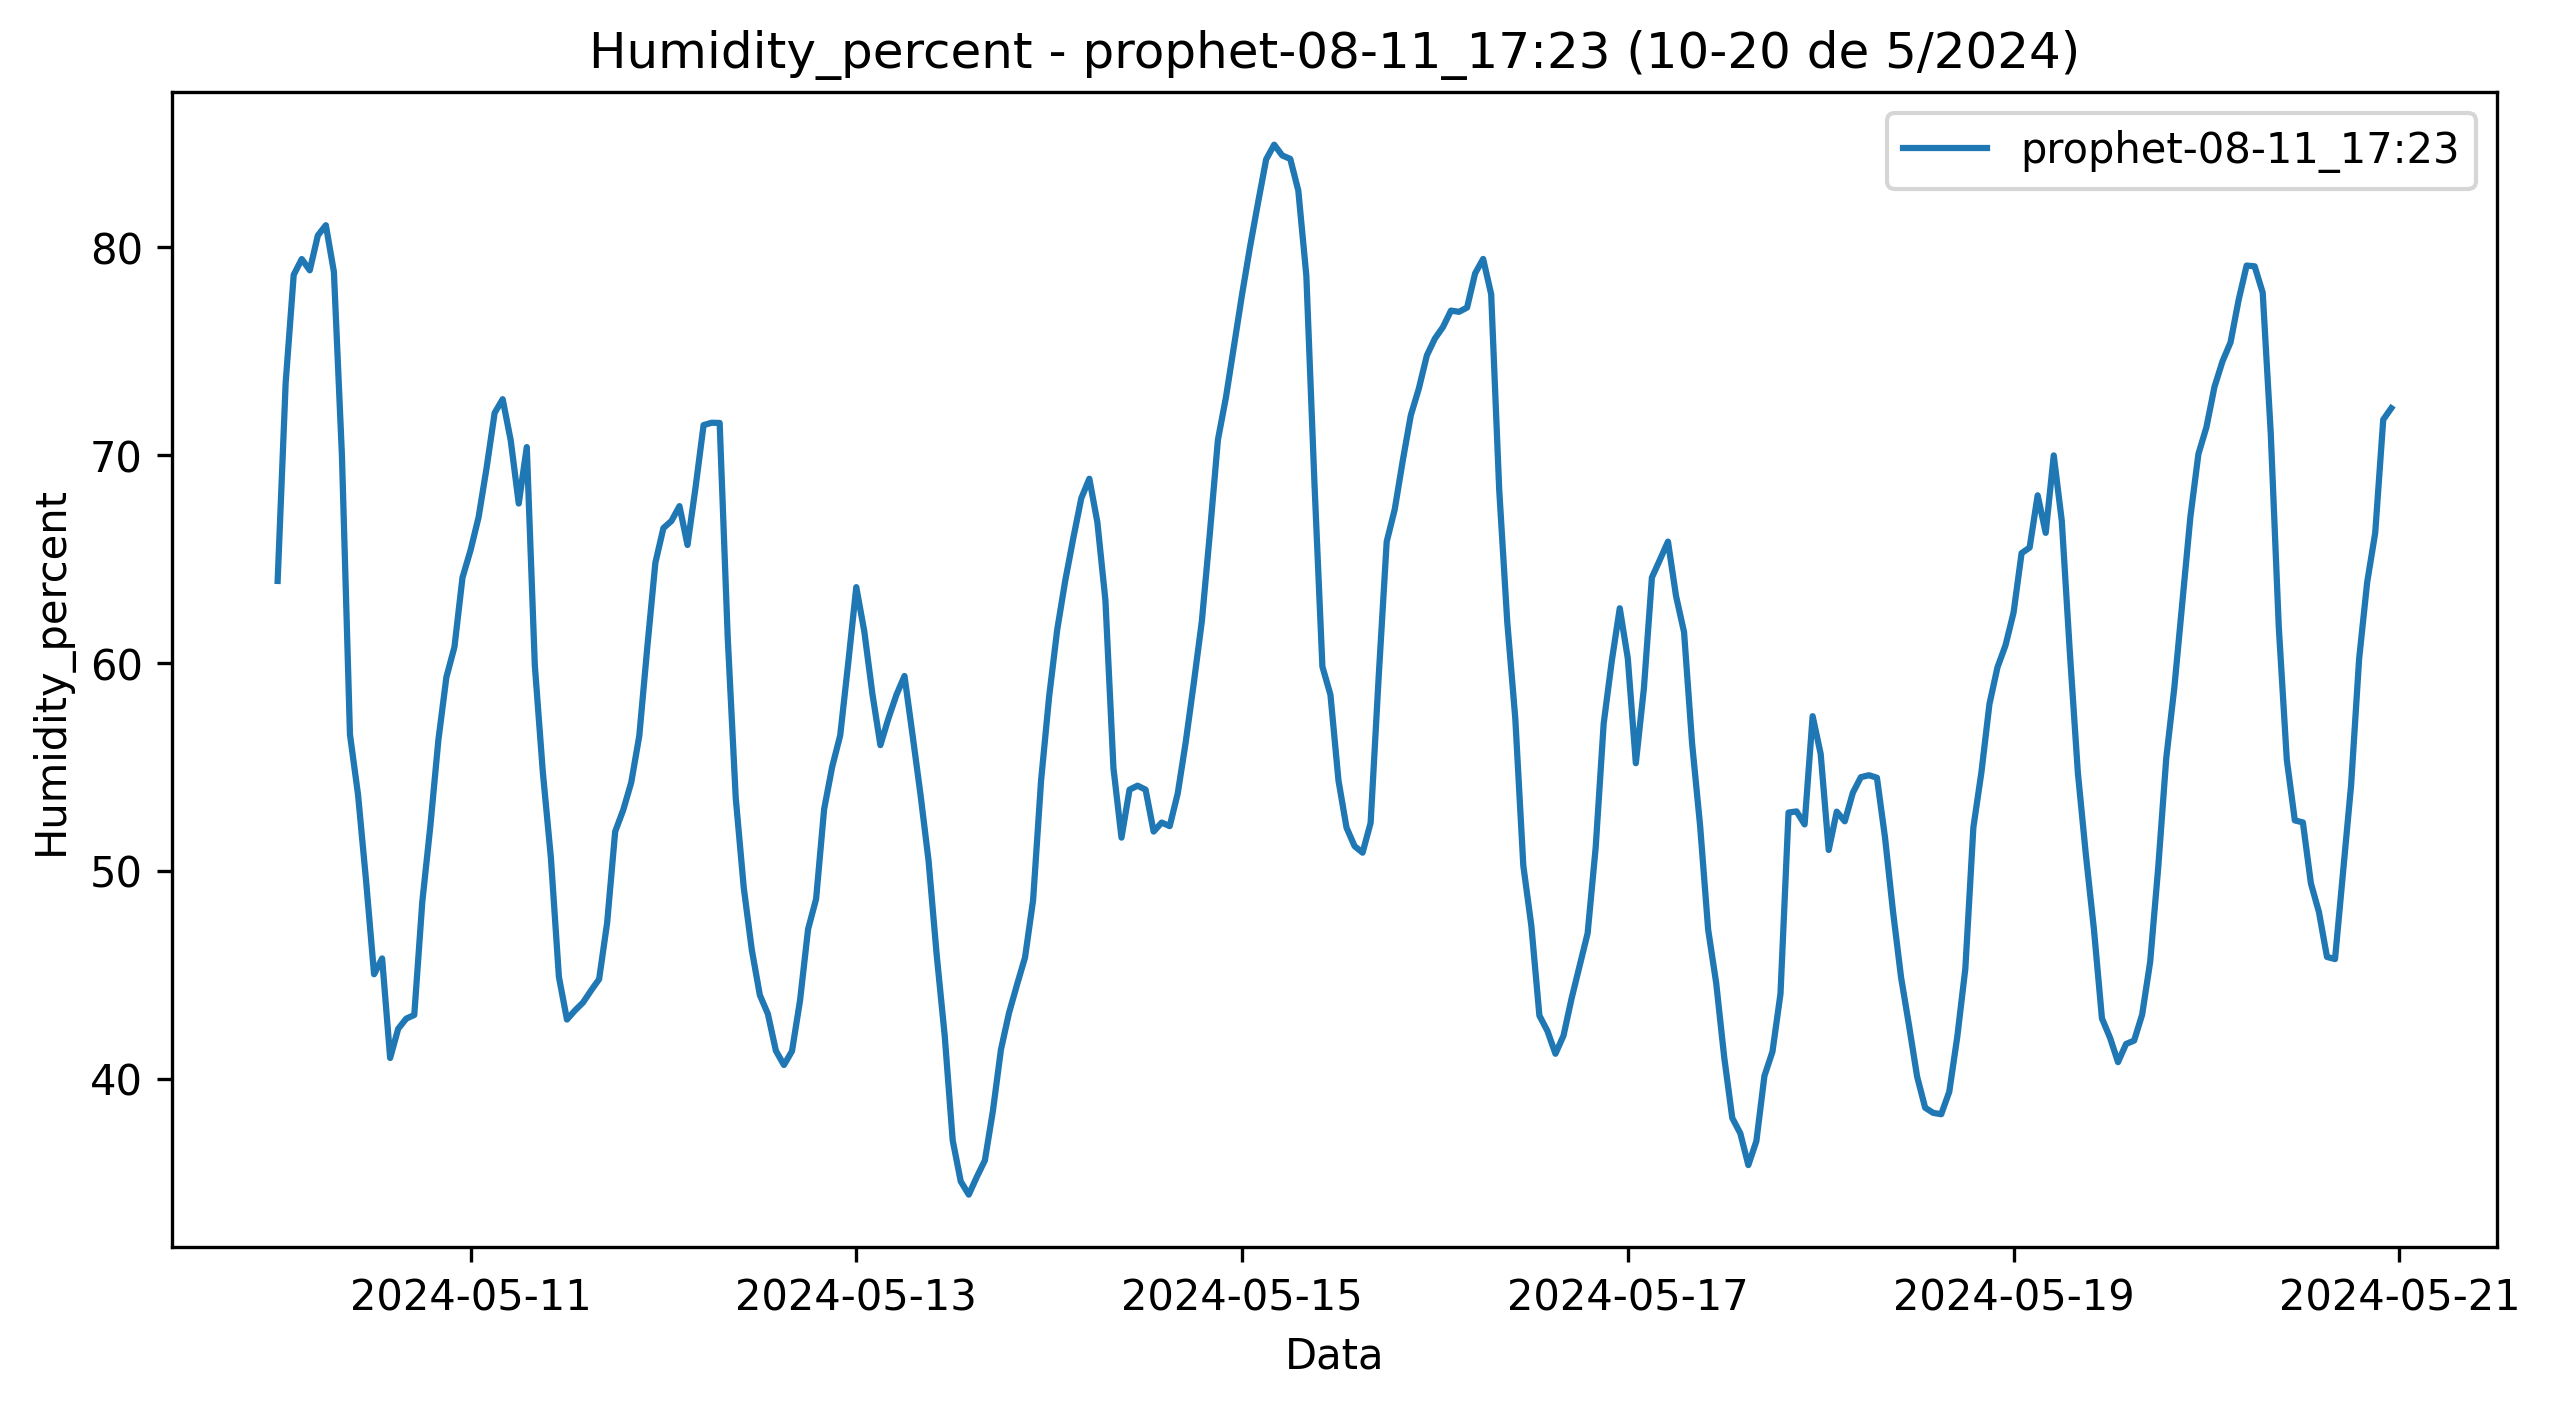 Humidity_percent - prophet-08-11_17:23 (10-20 de 5/2024)
prophet-08-11_17:23
Humidity_percent
80
70
60
50
40
2024-05-11 2024-05-13 2024-05-15 2024-05-17 2024-05-19 2024-05-21
Data